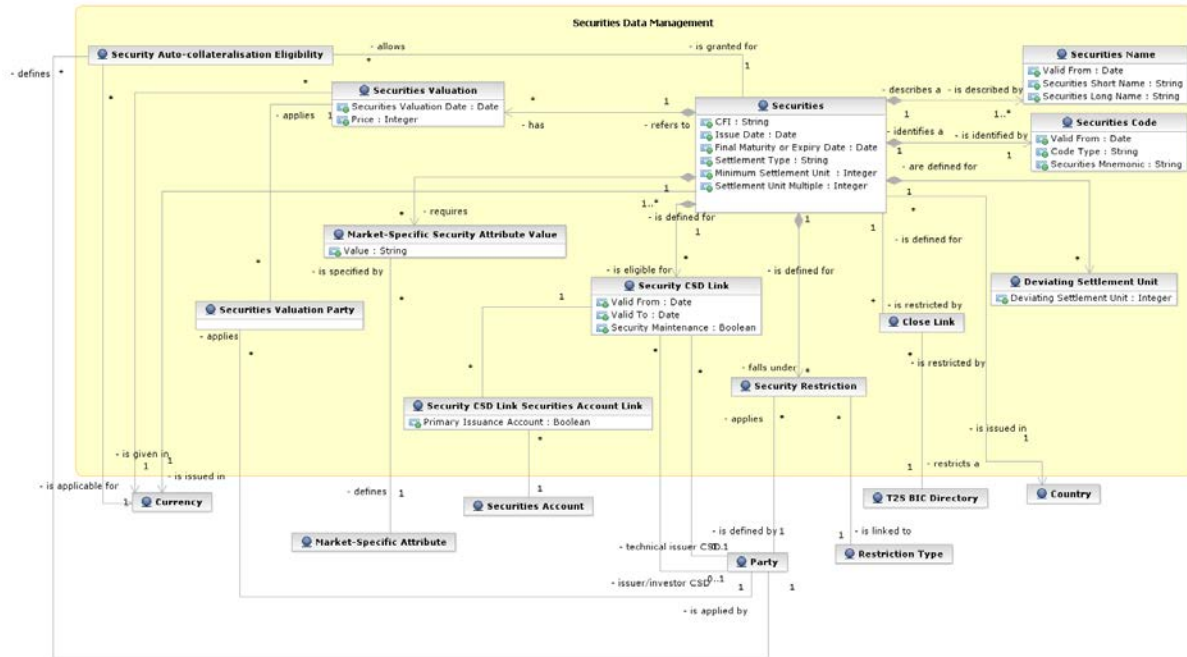 Securities Data Management
Security Auto-collateralisation Eligibility
- allows
- is granted for
- defines
*
*
1
Securities Name
Valid From : Date
Securities Short Name : String
Securities Long Name : String
Securities Valuation
Securities Valuation Date : Date
Price : Integer
*
*
- applies
1
*
- has
1
- refers to
Securities
CFI : String
Issue Date : Date
Final Maturity or Expiry Date : Date
Settlement Type : String
Minimum Settlement Unit : Integer
Settlement Unit Multiple : Integer
- describes a
- is described by
1
1..*
Securities Code
Valid From : Date
Code Type : String
Securities Mnemonic : String
- identifies a
- is identified by
1
1
- are defined for
1
1
*
- requires
1..*
- is defined for
1
1
1
*
- is defined for
Market-Specific Security Attribute Value
Value : String
- is specified by
*
*
*
- is eligible for
- is defined for
*
Security CSD Link
Valid From : Date
Valid To : Date
Security Maintenance : Boolean
Deviating Settlement Unit
Deviating Settlement Unit : Integer
Securities Valuation Party
- applies
*
1
*
- is restricted by
Close Link
*
*
*
- falls under
*
- is restricted by
*
Security Restriction
- applies
*
*
Security CSD Link Securities Account Link
Primary Issuance Account : Boolean
*
- is issued in
1
- is given in
1
1
- is issued in
1
- restricts a
- is applicable for
1
Currency
- defines
1
1
Securities Account
T2S BIC Directory
Country
Market-Specific Attribute
- is defined by
1
1
- is linked to
- technical issuer CSD
1
Party
Restriction Type
- issuer/investor CSD
0..1
1
1
- is applied by